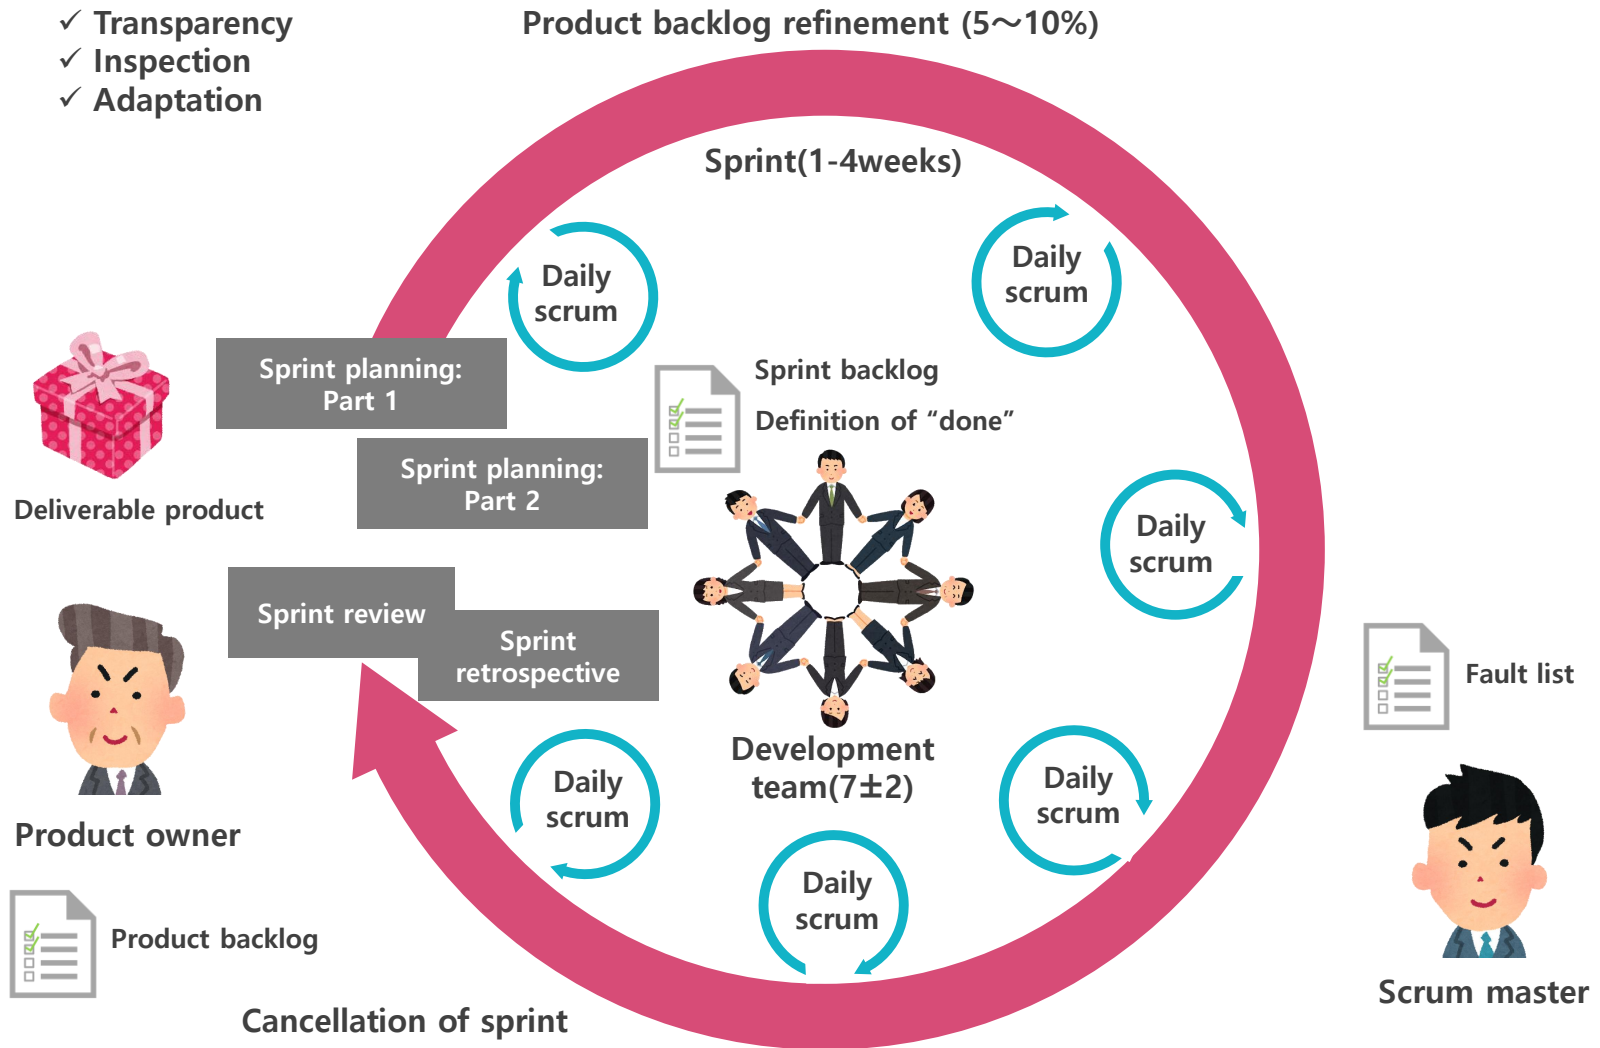 ✓ Transparency
✓ Inspection
✓ Adaptation
Product backlog refinement (5～10%)
Sprint(1-4weeks)
Daily
scrum
Daily
scrum
Sprint planning:
Part 1
Sprint backlog
Definition of “done”
Sprint planning:
Part 2
Deliverable product
Daily
scrum
Sprint review
Sprint
retrospective
Fault list
Development
team(7±2)
Daily
scrum
Daily
scrum
Product owner
Daily
scrum
Product backlog
Scrum master
Cancellation of sprint